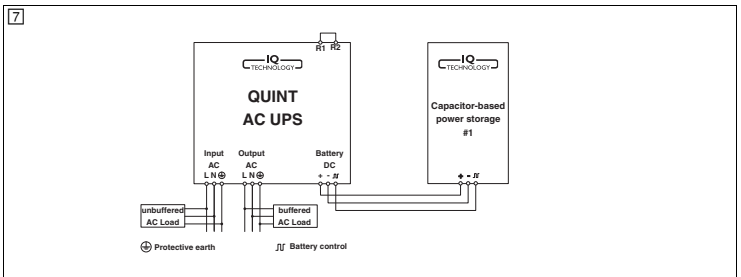 7
R1 R2
IQ
TECHNOLOGY
IQ
TECHNOLOGY
QUINT
AC UPS
Capacitor-based
power storage
#1
Input Output Battery
AC AC DC
L N L N + -
+ -
unbuffered
AC Load
buffered
AC Load
Protective earth
Battery control